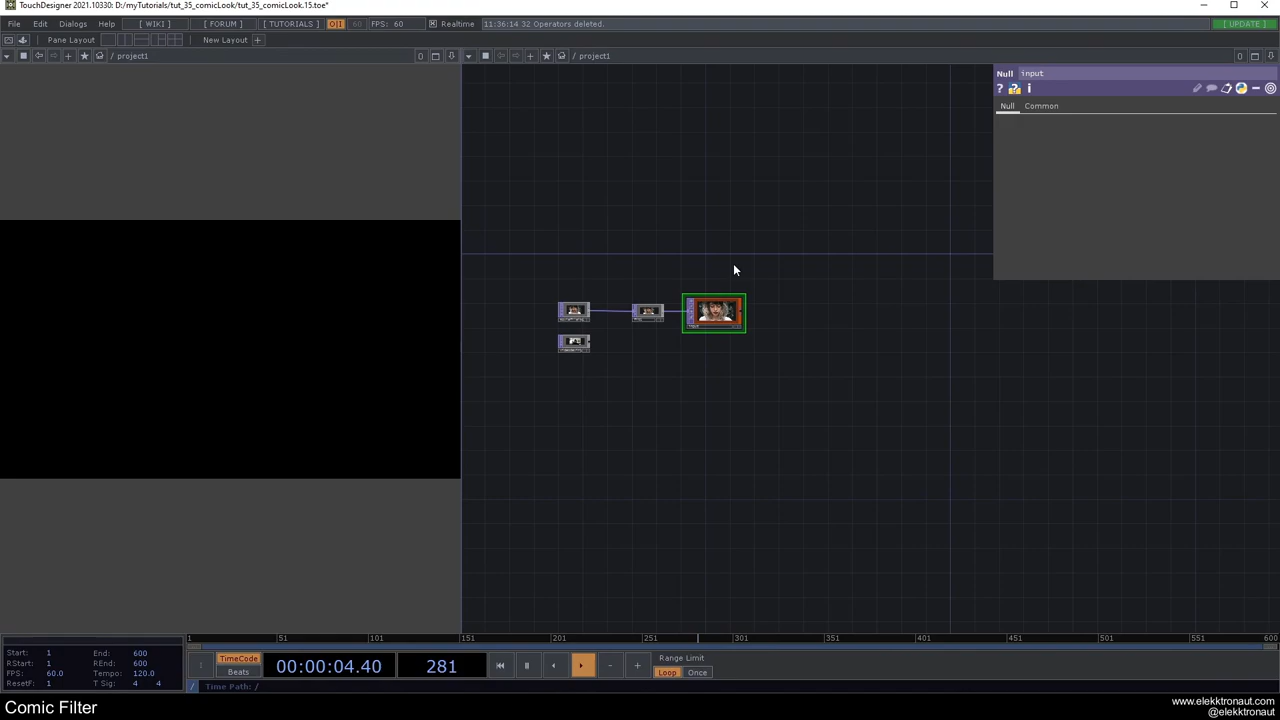 TouchDesigner 2021.10330: D:/myTutorials/tut_35_comicLook/tut_35_comicLook.15.toe*
File Edit Dialogs Help [ WIKI ] [ FORUM ] [ TUTORIALS ] O|I 60 FPS: 60 Realtime 11:36:14 32 Operators deleted. [ UPDATE ]
Pane Layout New Layout +
/ project1 0
/ project1 0
Null input
? ? i
Null Common
input
1 51 101 151 201 251 301 351 401 451 501 551 600
Start: 1 End: 600
RStart: 1 REnd: 600
FPS: 60.0 Tempo: 120.0
ResetF: 1 T Sig: 4 4
TimeCode
Beats
00:00:04.40 281
- +
Range Limit
Loop Once
/ Time Path: /
Comic Filter
www.elekktronaut.com
@elekktronaut